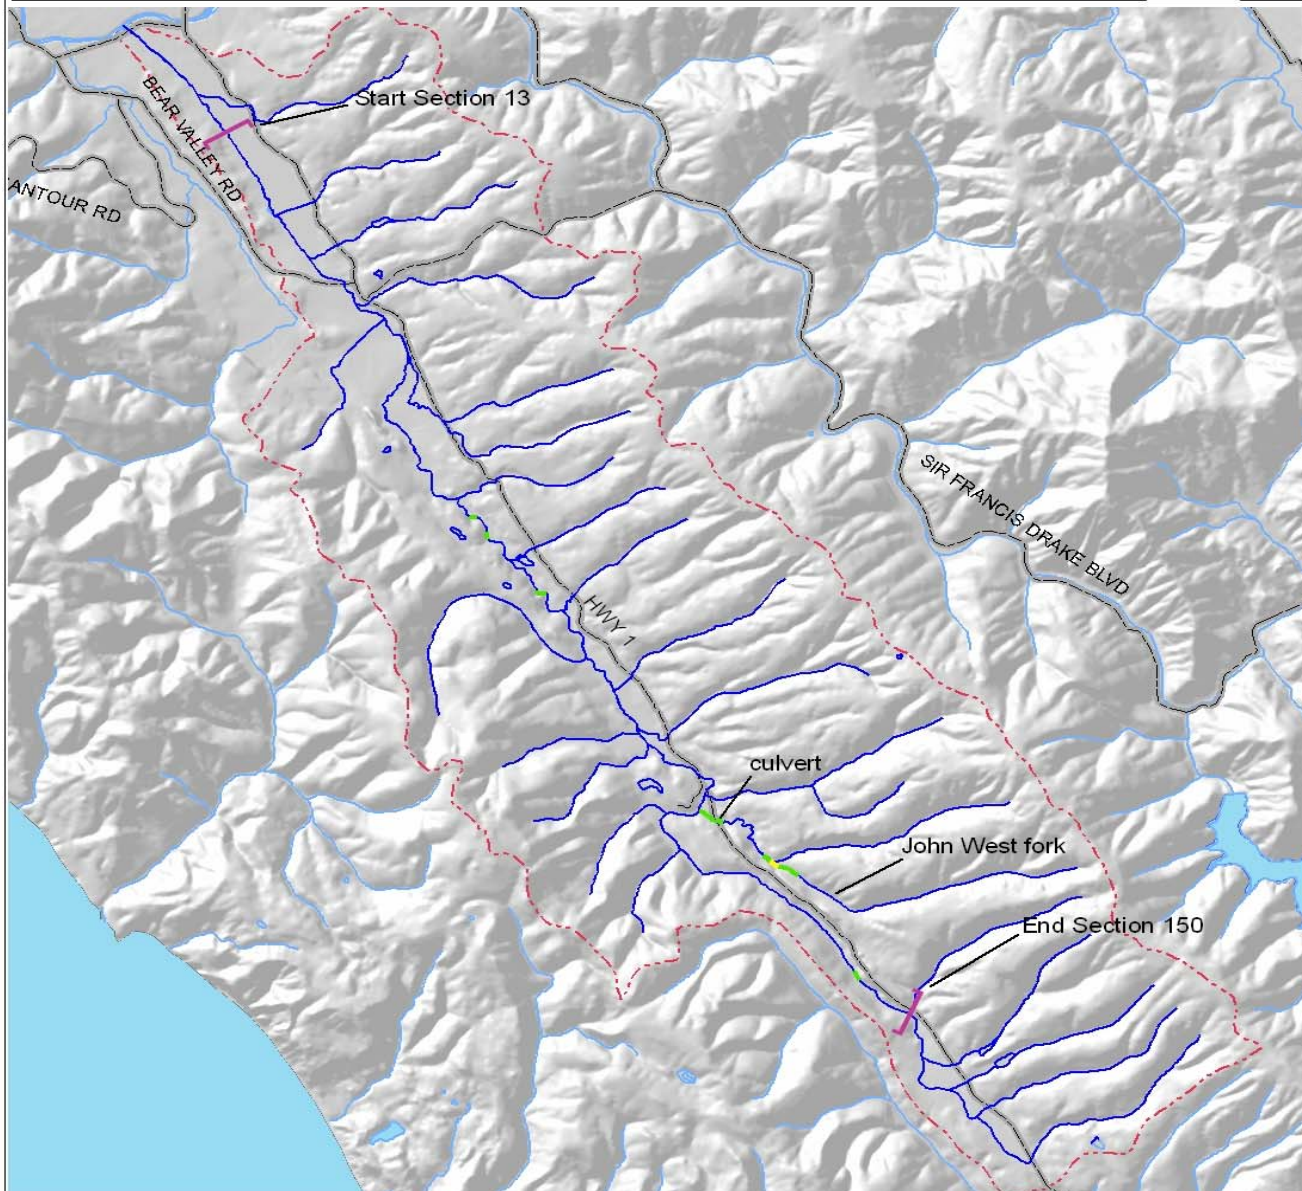 Start Section 13
BEAR VALLEY RD
ANTOUR RD
SIR FRANCIS DRAKE BLVD
HWY 1
culvert
John West fork
End Section 150